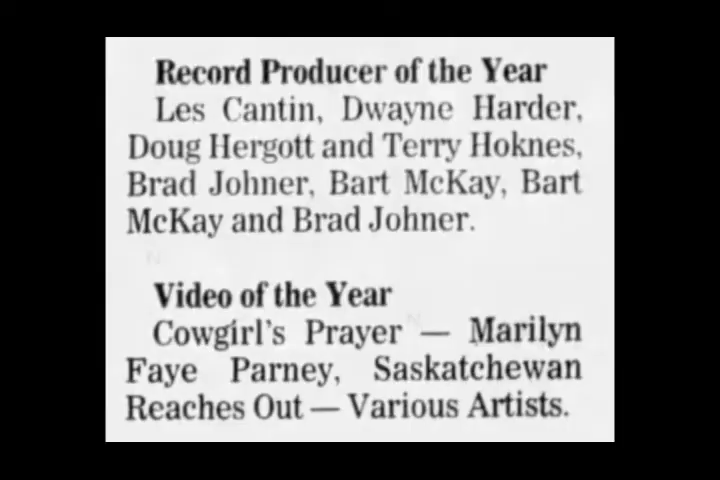 Record Producer of the Year
Les Cantin, Dwayne Harder,
Doug Hergott and Terry Hoknes,
Brad Johner, Bart McKay, Bart
McKay and Brad Johner.
Video of the Year
Cowgirl's Prayer — Marilyn
Faye Parney, Saskatchewan
Reaches Out — Various Artists.